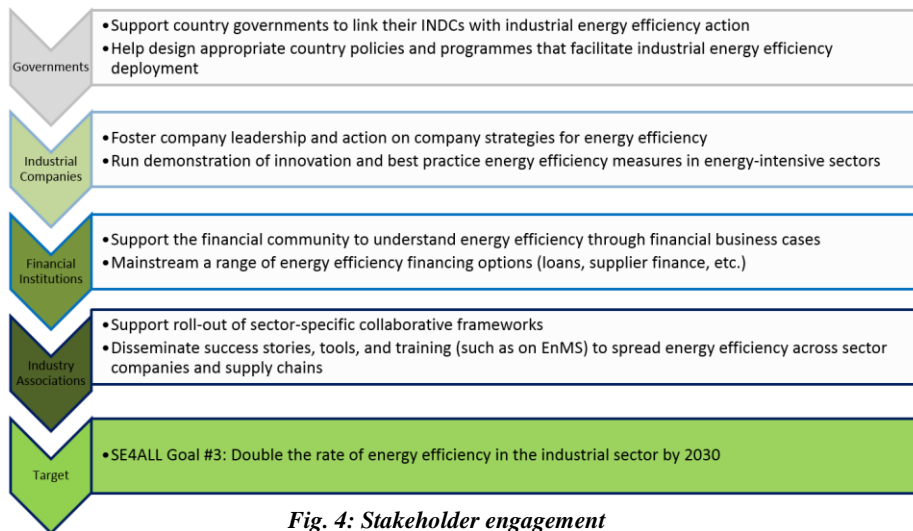 •Support country governments to link their INDCs with industrial energy efficiency action
•Help design appropriate country policies and programmes that facilitate industrial energy efficiency
deployment
Governments
•Foster company leadership and action on company strategies for energy efficiency
•Run demonstration of innovation and best practice energy efficiency measures in energy-intensive sectors
Industrial
Companies
•Support the financial community to understand energy efficiency through financial business cases
•Mainstream a range of energy efficiency financing options (loans, supplier finance, etc.)
Financial
Institutions
•Support roll-out of sector-specific collaborative frameworks
•Disseminate success stories, tools, and training (such as on EnMS) to spread energy efficiency across sector
companies and supply chains
Industry
Associations
•SE4ALL Goal #3: Double the rate of energy efficiency in the industrial sector by 2030
Target
Fig. 4: Stakeholder engagement